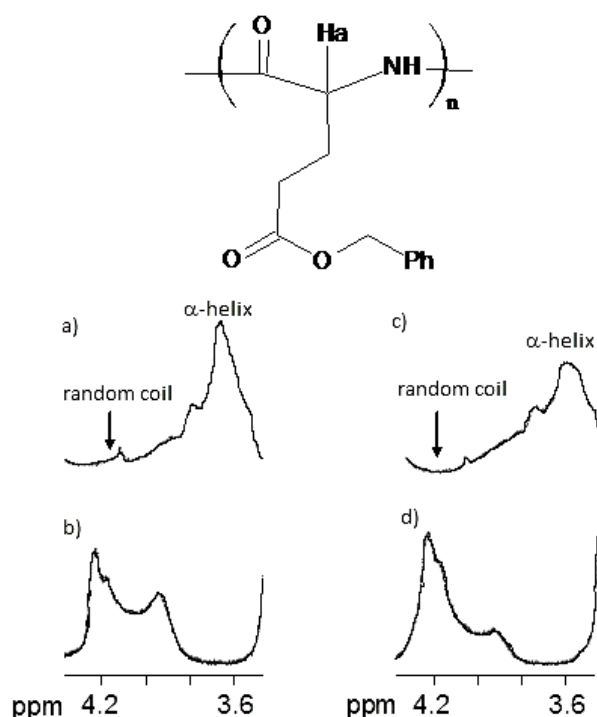 O Ha
NH
n
O O Ph
a) α-helix
random coil
c) α-helix
random coil
b)
d)
ppm 4.2 3.6 ppm 4.2 3.6